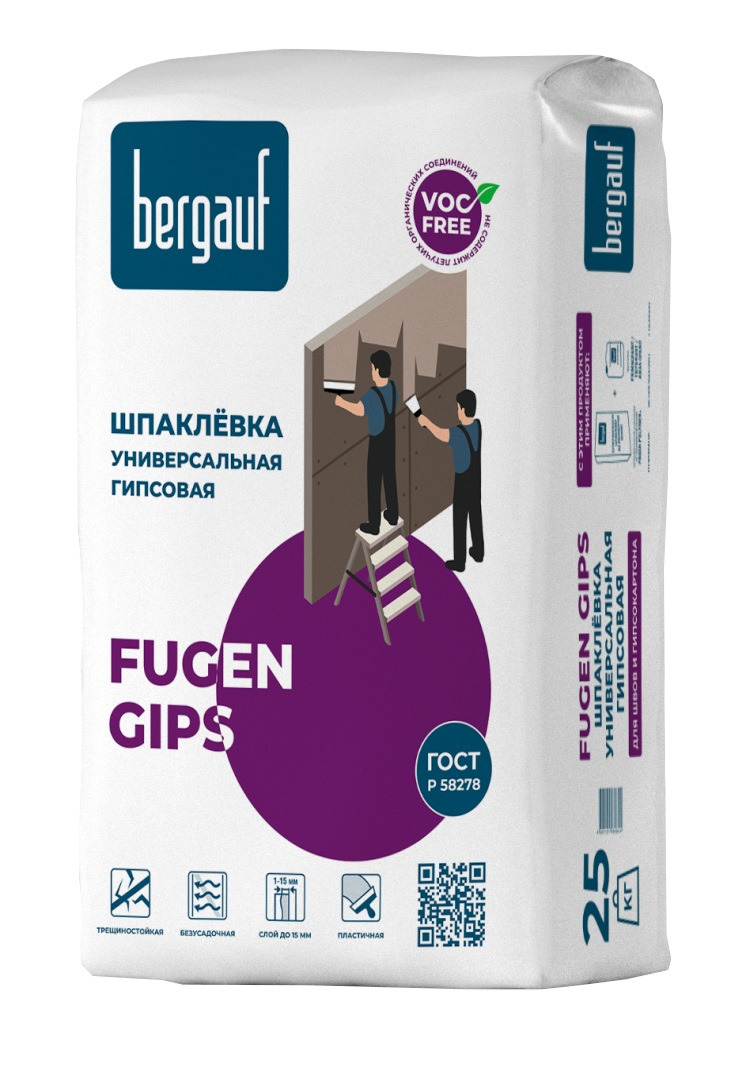 bergauf
НЕ СОДЕРЖИТ ЛЕТУЧИХ ОРГАНИЧЕСКИХ СОЕДИНЕНИЙ
VOC
FREE
ШПАКЛЁВКА
УНИВЕРСАЛЬНАЯ
ГИПСОВАЯ
FUGEN
GIPS
ГОСТ
Р 58278
1-15 мм
ТРЕЩИНОСТОЙКАЯ
БЕЗУСАДОЧНАЯ
СЛОЙ ДО 15 ММ
ПЛАСТИЧНАЯ
bergauf
С ЭТИМ ПРОДУКТОМ
ПРИМЕНЯЮТ:
bergauf
+
FUGEN GIPS
ШПАКЛЁВКА
УНИВЕРСАЛЬНАЯ
ГИПСОВАЯ
ДЛЯ ШВОВ И ГИПСОКАРТОНА
25
КГ